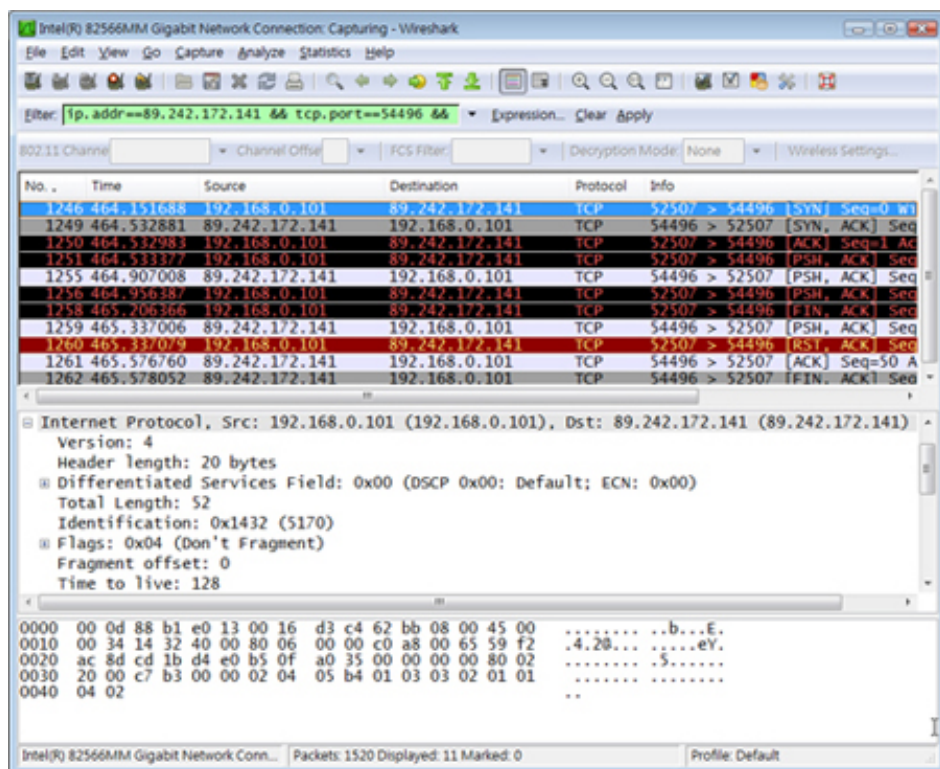 Intel(R) 82566MM Gigabit Network Connection: Capturing - Wireshark
File Edit View Go Capture Analyze Statistics Help
Filter: ip.addr==89.242.172.141 && tcp.port==54496 && Expression... Clear Apply
802.11 Channe Channel Offse FCS Filter: Decryption Mode: None Wireless Settings...
No. . Time Source Destination Protocol Info
1246 464.151688 192.168.0.101 89.242.172.141 TCP 52507 > 54496 [SYN] Seq=0 Wi
1249 464.532881 89.242.172.141 192.168.0.101 TCP 54496 > 52507 [SYN, ACK] Seq
1250 464.532983 192.168.0.101 89.242.172.141 TCP 52507 > 54496 [ACK] Seq=1 Ac
1251 464.533377 192.168.0.101 89.242.172.141 TCP 52507 > 54496 [PSH, ACK] Seq
1255 464.907008 89.242.172.141 192.168.0.101 TCP 54496 > 52507 [PSH, ACK] Seq
1256 464.956387 192.168.0.101 89.242.172.141 TCP 52507 > 54496 [PSH, ACK] Seq
1258 465.206366 192.168.0.101 89.242.172.141 TCP 52507 > 54496 [FIN, ACK] Seq
1259 465.337006 89.242.172.141 192.168.0.101 TCP 54496 > 52507 [PSH, ACK] Seq
1260 465.337079 192.168.0.101 89.242.172.141 TCP 52507 > 54496 [RST, ACK] Seq
1261 465.576760 89.242.172.141 192.168.0.101 TCP 54496 > 52507 [ACK] Seq=50 A
1262 465.578052 89.242.172.141 192.168.0.101 TCP 54496 > 52507 [FIN, ACK] Seq
Internet Protocol, Src: 192.168.0.101 (192.168.0.101), Dst: 89.242.172.141 (89.242.172.141)
Version: 4
Header length: 20 bytes
Differentiated Services Field: 0x00 (DSCP 0x00: Default; ECN: 0x00)
Total Length: 52
Identification: 0x1432 (5170)
Flags: 0x04 (Don't Fragment)
Fragment offset: 0
Time to live: 128
0000 00 0d 88 b1 e0 13 00 16 d3 c4 62 bb 08 00 45 00 ........ ..b...E.
0010 00 34 14 32 40 00 80 06 00 00 c0 a8 00 65 59 f2 .4.2@... .....eY.
0020 ac 8d cd 1b d4 e0 b5 0f a0 35 00 00 00 00 80 02 ........ .5......
0030 20 00 c7 b3 00 00 02 04 05 b4 01 03 03 02 01 01 ....... ........
0040 04 02 ..
Intel(R) 82566MM Gigabit Network Conn... Packets: 1520 Displayed: 11 Marked: 0 Profile: Default